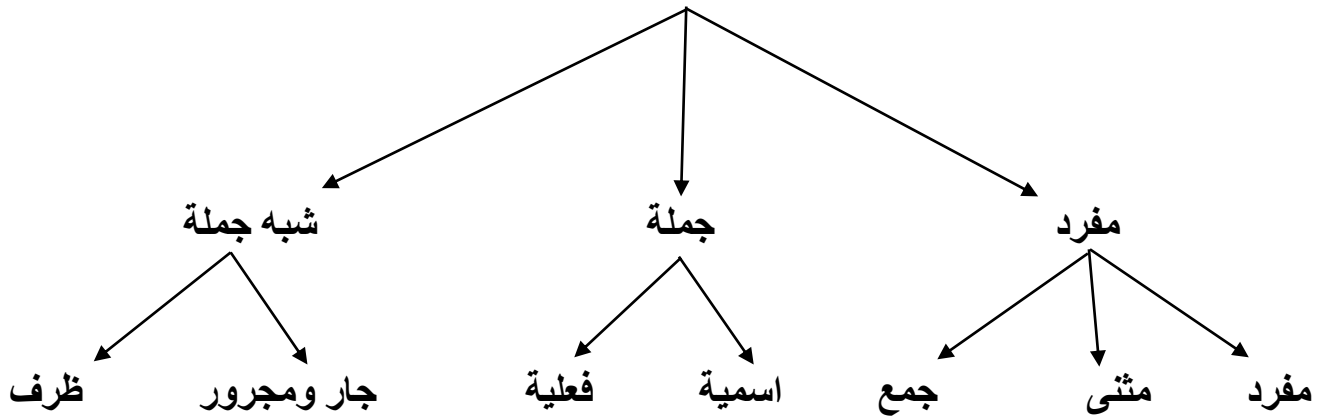 مفرد جملة شبه جملة
مفرد مثنى جمع اسمية فعلية جار ومجرور ظرف